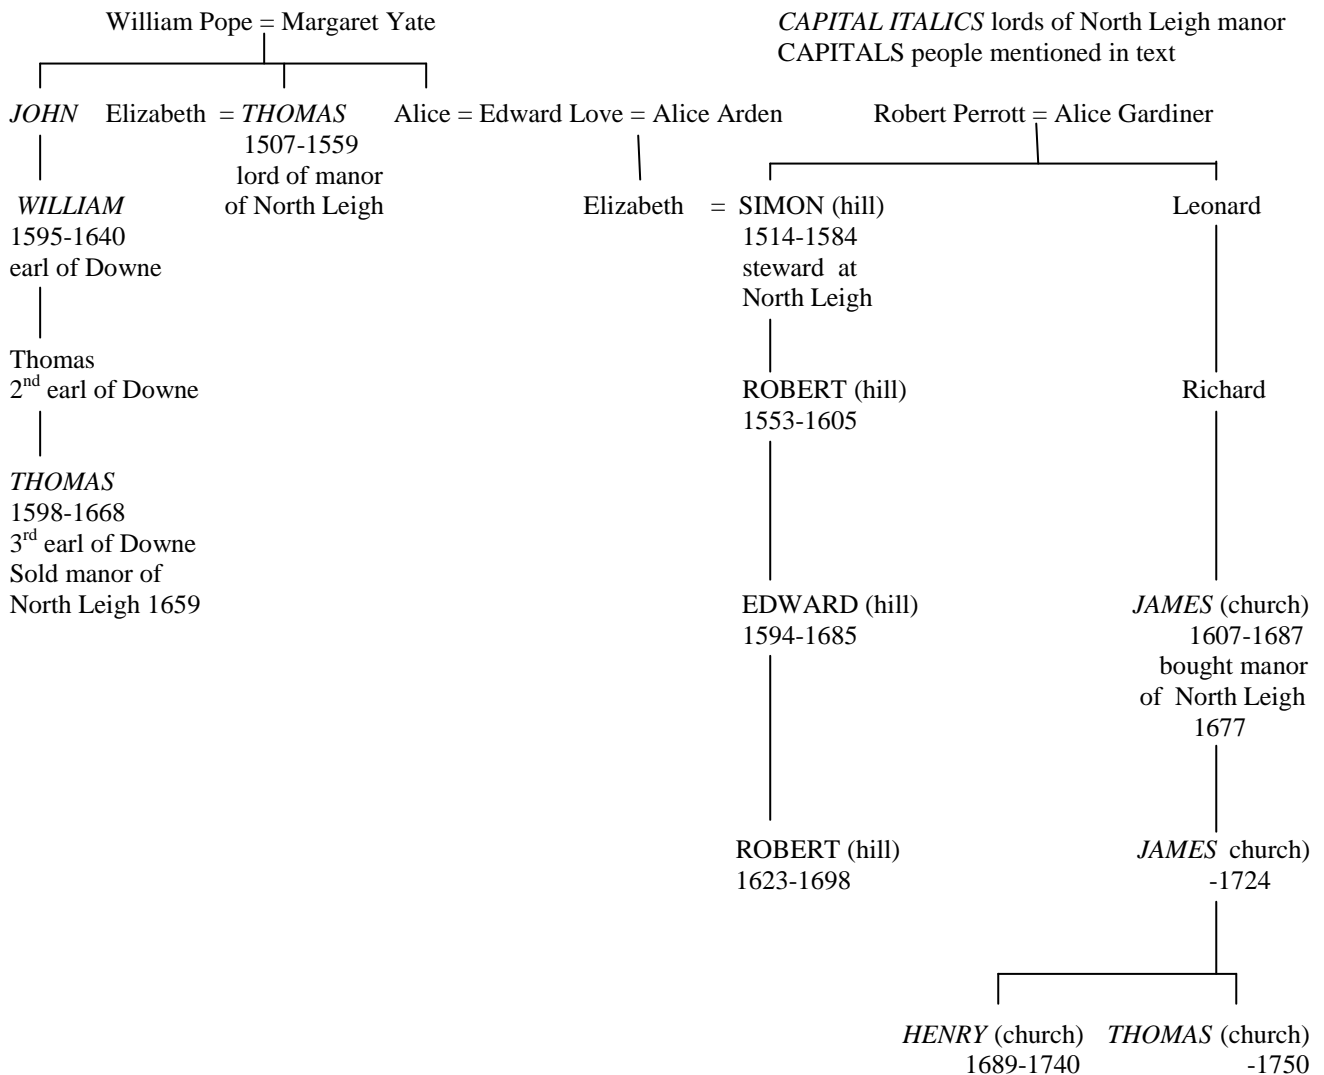 William Pope = Margaret Yate
CAPITAL ITALICS lords of North Leigh manor
CAPITALS people mentioned in text
JOHN Elizabeth = THOMAS Alice = Edward Love = Alice Arden Robert Perrott = Alice Gardiner
1507-1559
lord of manor
of North Leigh
WILLIAM
1595-1640
earl of Downe
Elizabeth = SIMON (hill)
1514-1584
steward at
North Leigh
Leonard
Thomas
2nd earl of Downe
ROBERT (hill)
1553-1605
Richard
THOMAS
1598-1668
3rd earl of Downe
Sold manor of
North Leigh 1659
EDWARD (hill)
1594-1685
JAMES (church)
1607-1687
bought manor
of North Leigh
1677
ROBERT (hill)
1623-1698
JAMES church)
-1724
HENRY (church)
1689-1740
THOMAS (church)
-1750